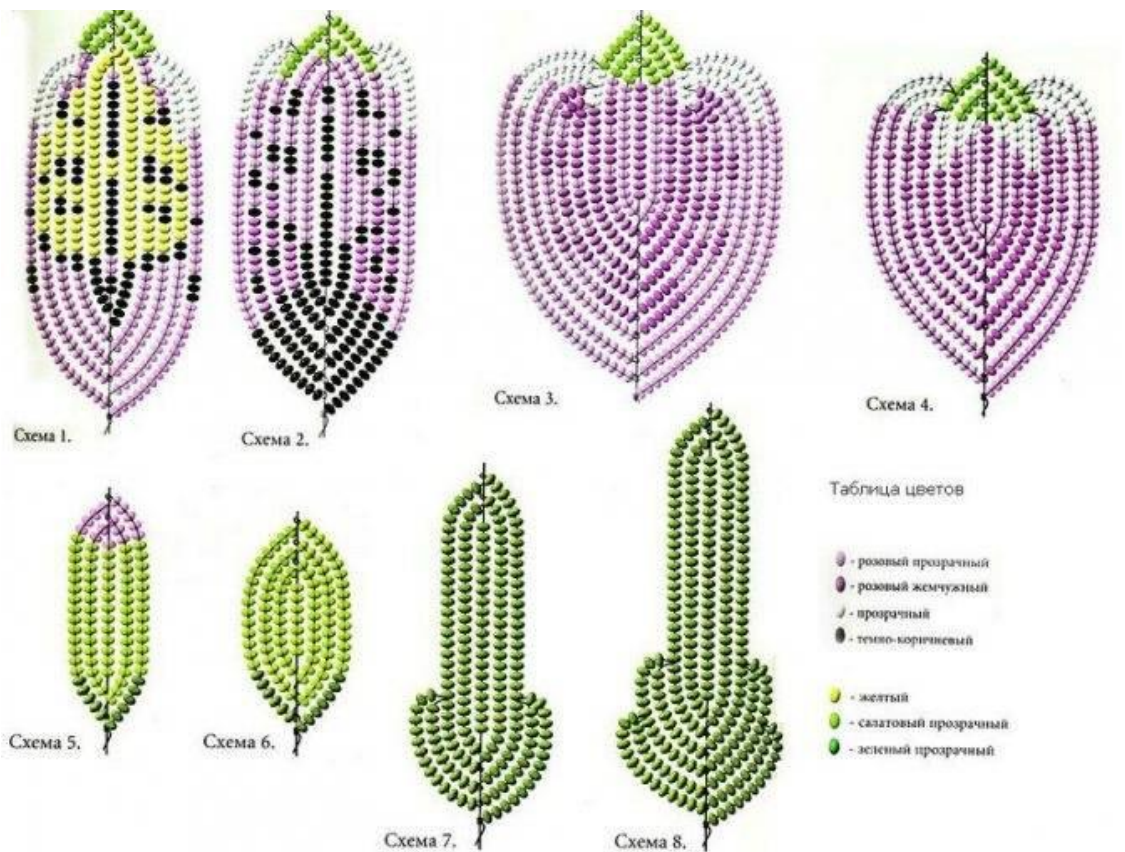 Схема 1.
Схема 2.
Схема 3.
Схема 4.
Схема 5.
Схема 6.
Схема 7.
Схема 8.
Таблица цветов
- розовый прозрачный
- розовый жемчужный
- прозрачный
- темно-коричневый
- желтый
- салатовый прозрачный
- зеленый прозрачный